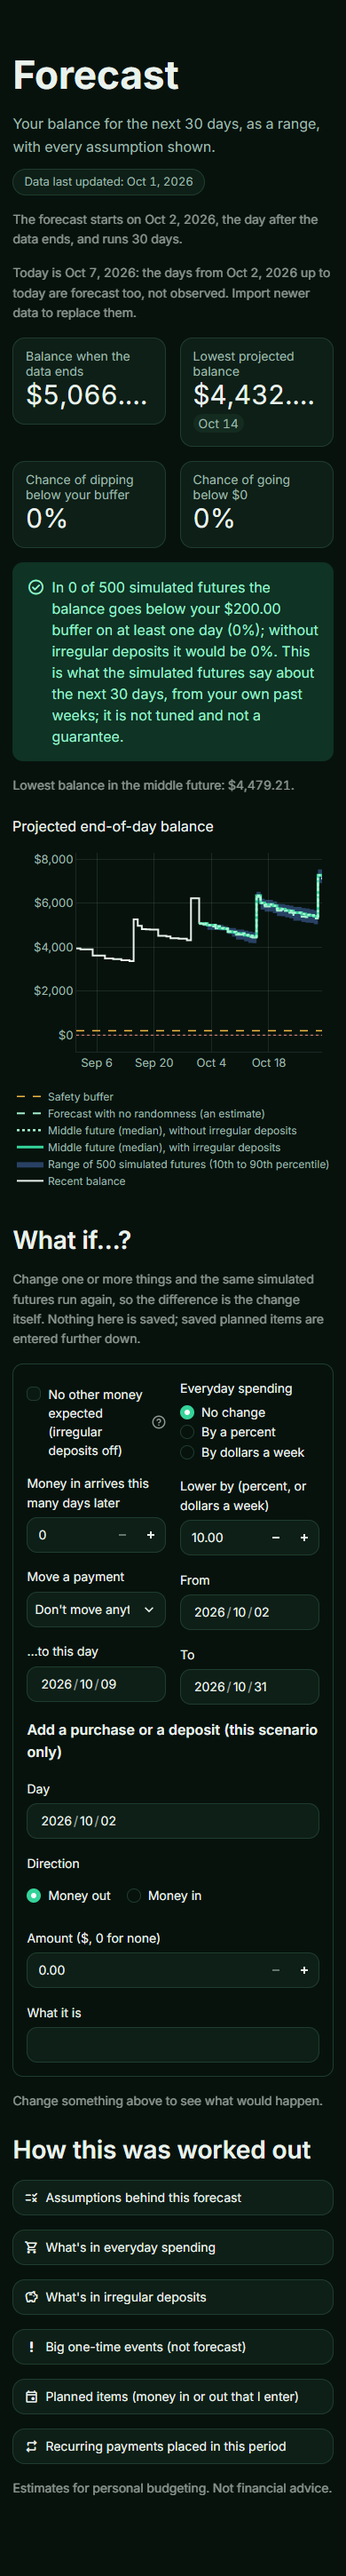 Forecast
Your balance for the next 30 days, as a range,
with every assumption shown.
Data last updated: Oct 1, 2026
The forecast starts on Oct 2, 2026, the day after the
data ends, and runs 30 days.
Today is Oct 7, 2026: the days from Oct 2, 2026 up to
today are forecast too, not observed. Import newer
data to replace them.
Balance when the
data ends
$5,066....
Lowest projected
balance
$4,432....
Oct 14
Chance of dipping
below your buffer
0%
Chance of going
below $0
0%
In 0 of 500 simulated futures the
balance goes below your $200.00
buffer on at least one day (0%); without
irregular deposits it would be 0%. This
is what the simulated futures say about
the next 30 days, from your own past
weeks; it is not tuned and not a
guarantee.
Lowest balance in the middle future: $4,479.21.
Projected end-of-day balance
$8,000
$6,000
$4,000
$2,000
$0
Sep 6
Sep 20
Oct 4
Oct 18
Safety buffer
Forecast with no randomness (an estimate)
Middle future (median), without irregular deposits
Middle future (median), with irregular deposits
Range of 500 simulated futures (10th to 90th percentile)
Recent balance
What if...?
Change one or more things and the same simulated
futures run again, so the difference is the change
itself. Nothing here is saved; saved planned items are
entered further down.
No other money
expected
(irregular
deposits off)
Everyday spending
No change
By a percent
By dollars a week
Money in arrives this
many days later
0
Lower by (percent, or
dollars a week)
10.00
Move a payment
Don't move anyt
From
2026/10/02
...to this day
2026/10/09
To
2026/10/31
Add a purchase or a deposit (this scenario
only)
Day
2026/10/02
Direction
Money out
Money in
Amount ($, 0 for none)
0.00
What it is
Change something above to see what would happen.
How this was worked out
Assumptions behind this forecast
What's in everyday spending
What's in irregular deposits
Big one-time events (not forecast)
Planned items (money in or out that I enter)
Recurring payments placed in this period
Estimates for personal budgeting. Not financial advice.